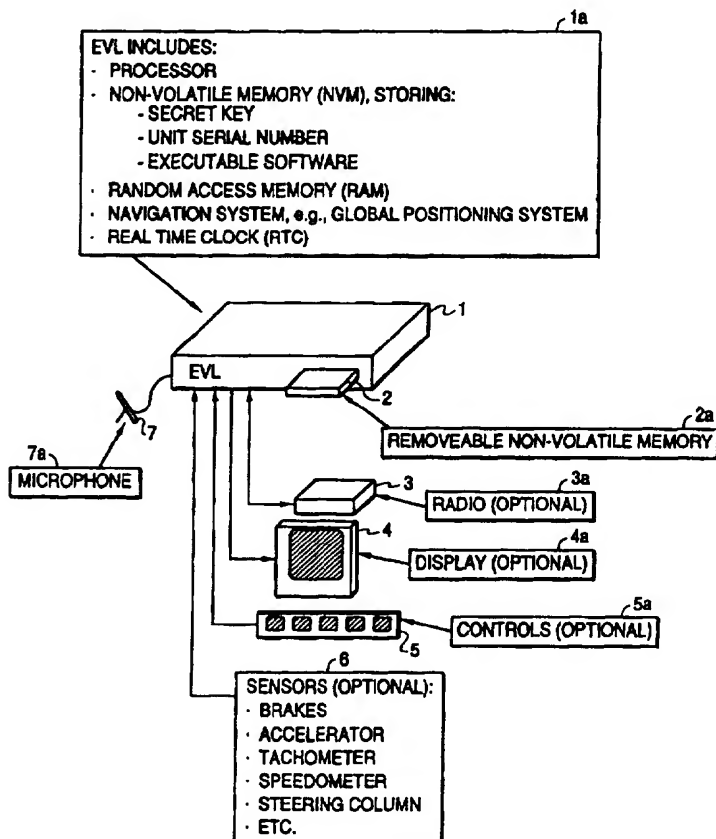 1a
EVL INCLUDES:
· PROCESSOR
· NON-VOLATILE MEMORY (NVM), STORING:
- SECRET KEY
- UNIT SERIAL NUMBER
- EXECUTABLE SOFTWARE
· RANDOM ACCESS MEMORY (RAM)
· NAVIGATION SYSTEM, e.g., GLOBAL POSITIONING SYSTEM
· REAL TIME CLOCK (RTC)
1
EVL
2
7
2a
REMOVEABLE NON-VOLATILE MEMORY
7a
MICROPHONE
3
3a
RADIO (OPTIONAL)
4
4a
DISPLAY (OPTIONAL)
5a
CONTROLS (OPTIONAL)
5
6
SENSORS (OPTIONAL):
· BRAKES
· ACCELERATOR
· TACHOMETER
· SPEEDOMETER
· STEERING COLUMN
· ETC.